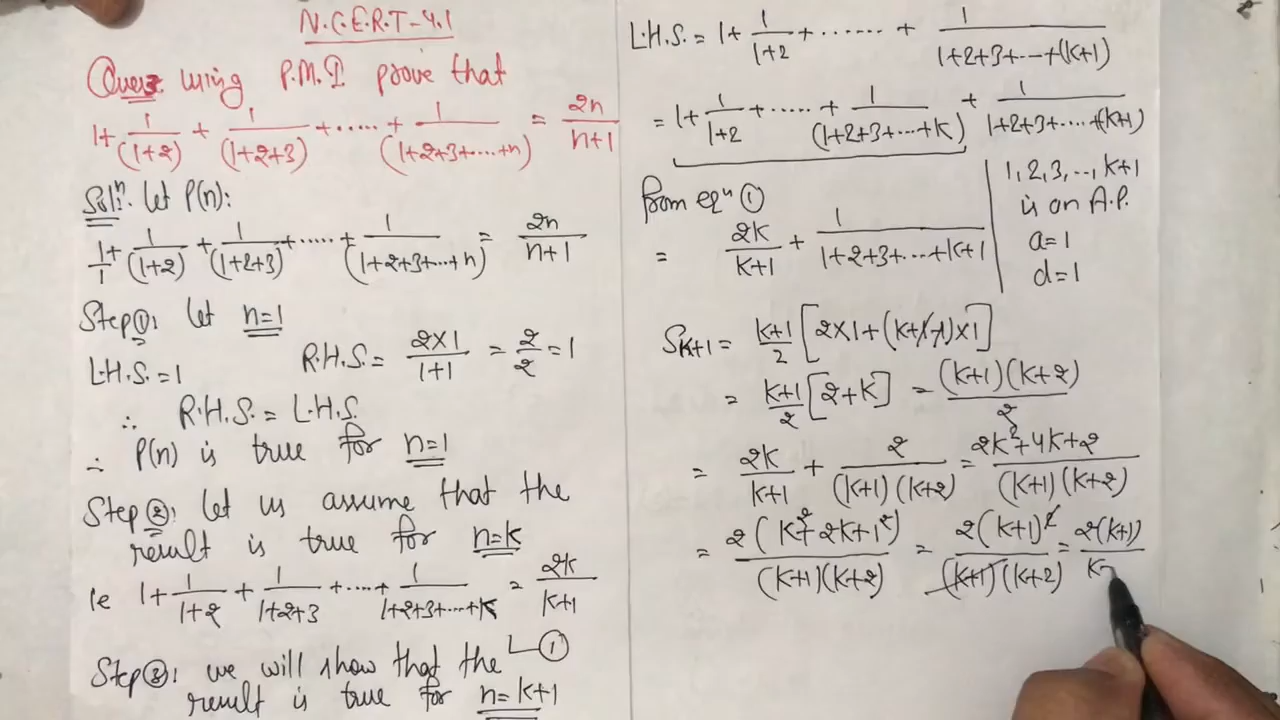 N.C.E.R.T-4.1
Ques3 using P.M.I prove that
1+ 1/(1+2) + 1/(1+2+3) +.....+ 1/(1+2+3+....+n) = 2n/n+1
Solⁿ. let P(n):
1/1+ 1/(1+2) + 1/(1+2+3) +.....+ 1/(1+2+3+...+n) = 2n/n+1
Step①: let n=1
L.H.S.=1 R.H.S.= 2×1/1+1 = 2/2 =1
∴ R.H.S.= L.H.S.
∴ P(n) is true for n=1
Step②: let us assume that the
result is true for n=k
ie 1+ 1/1+2 + 1/1+2+3 +....+ 1/1+2+3+...+k = 2k/k+1
①
Step③: we will show that the
result is true for n=k+1
L.H.S.= 1+ 1/1+2 +.......+ 1/1+2+3+...+(k+1)
= 1+ 1/1+2 +.....+ 1/(1+2+3+...+k) + 1/1+2+3+....+(k+1)
from eqⁿ ①
= 2k/k+1 + 1/1+2+3+...+k+1
1,2,3,..,k+1
is an A.P.
a=1
d=1
Sk+1= k+1/2 [2×1+(k+1-1)×1]
= k+1/2 [2+k] = (k+1)(k+2)/2
= 2k/k+1 + 2/(k+1)(k+2) = 2k²+4k+2/(k+1)(k+2)
= 2(k²+2k+1²)/(k+1)(k+2) = 2(k+1)²/(k+1)(k+2) = 2(k+1)/k